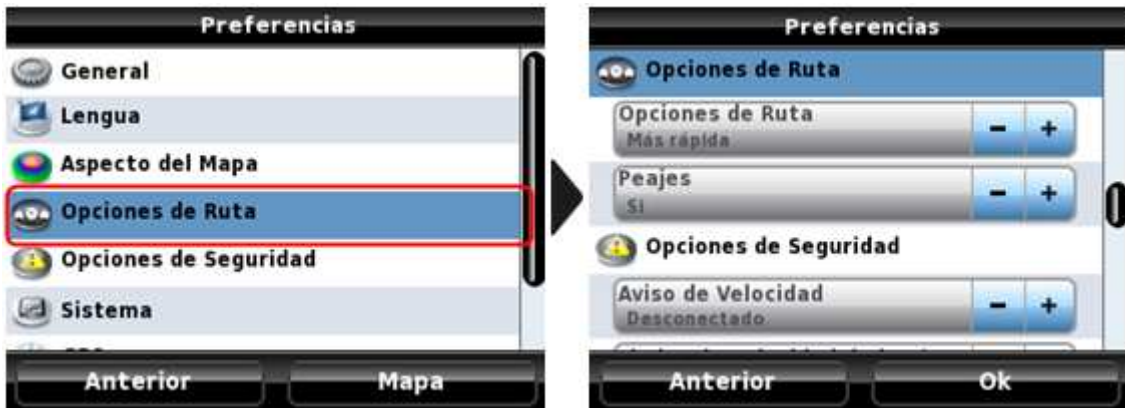 Preferencias
General
Lengua
Aspecto del Mapa
Opciones de Ruta
Opciones de Seguridad
Sistema
Anterior
Mapa
Preferencias
Opciones de Ruta
Opciones de Ruta
Más rápida
Peajes
Si
Opciones de Seguridad
Aviso de Velocidad
Desconectado
Anterior
Ok